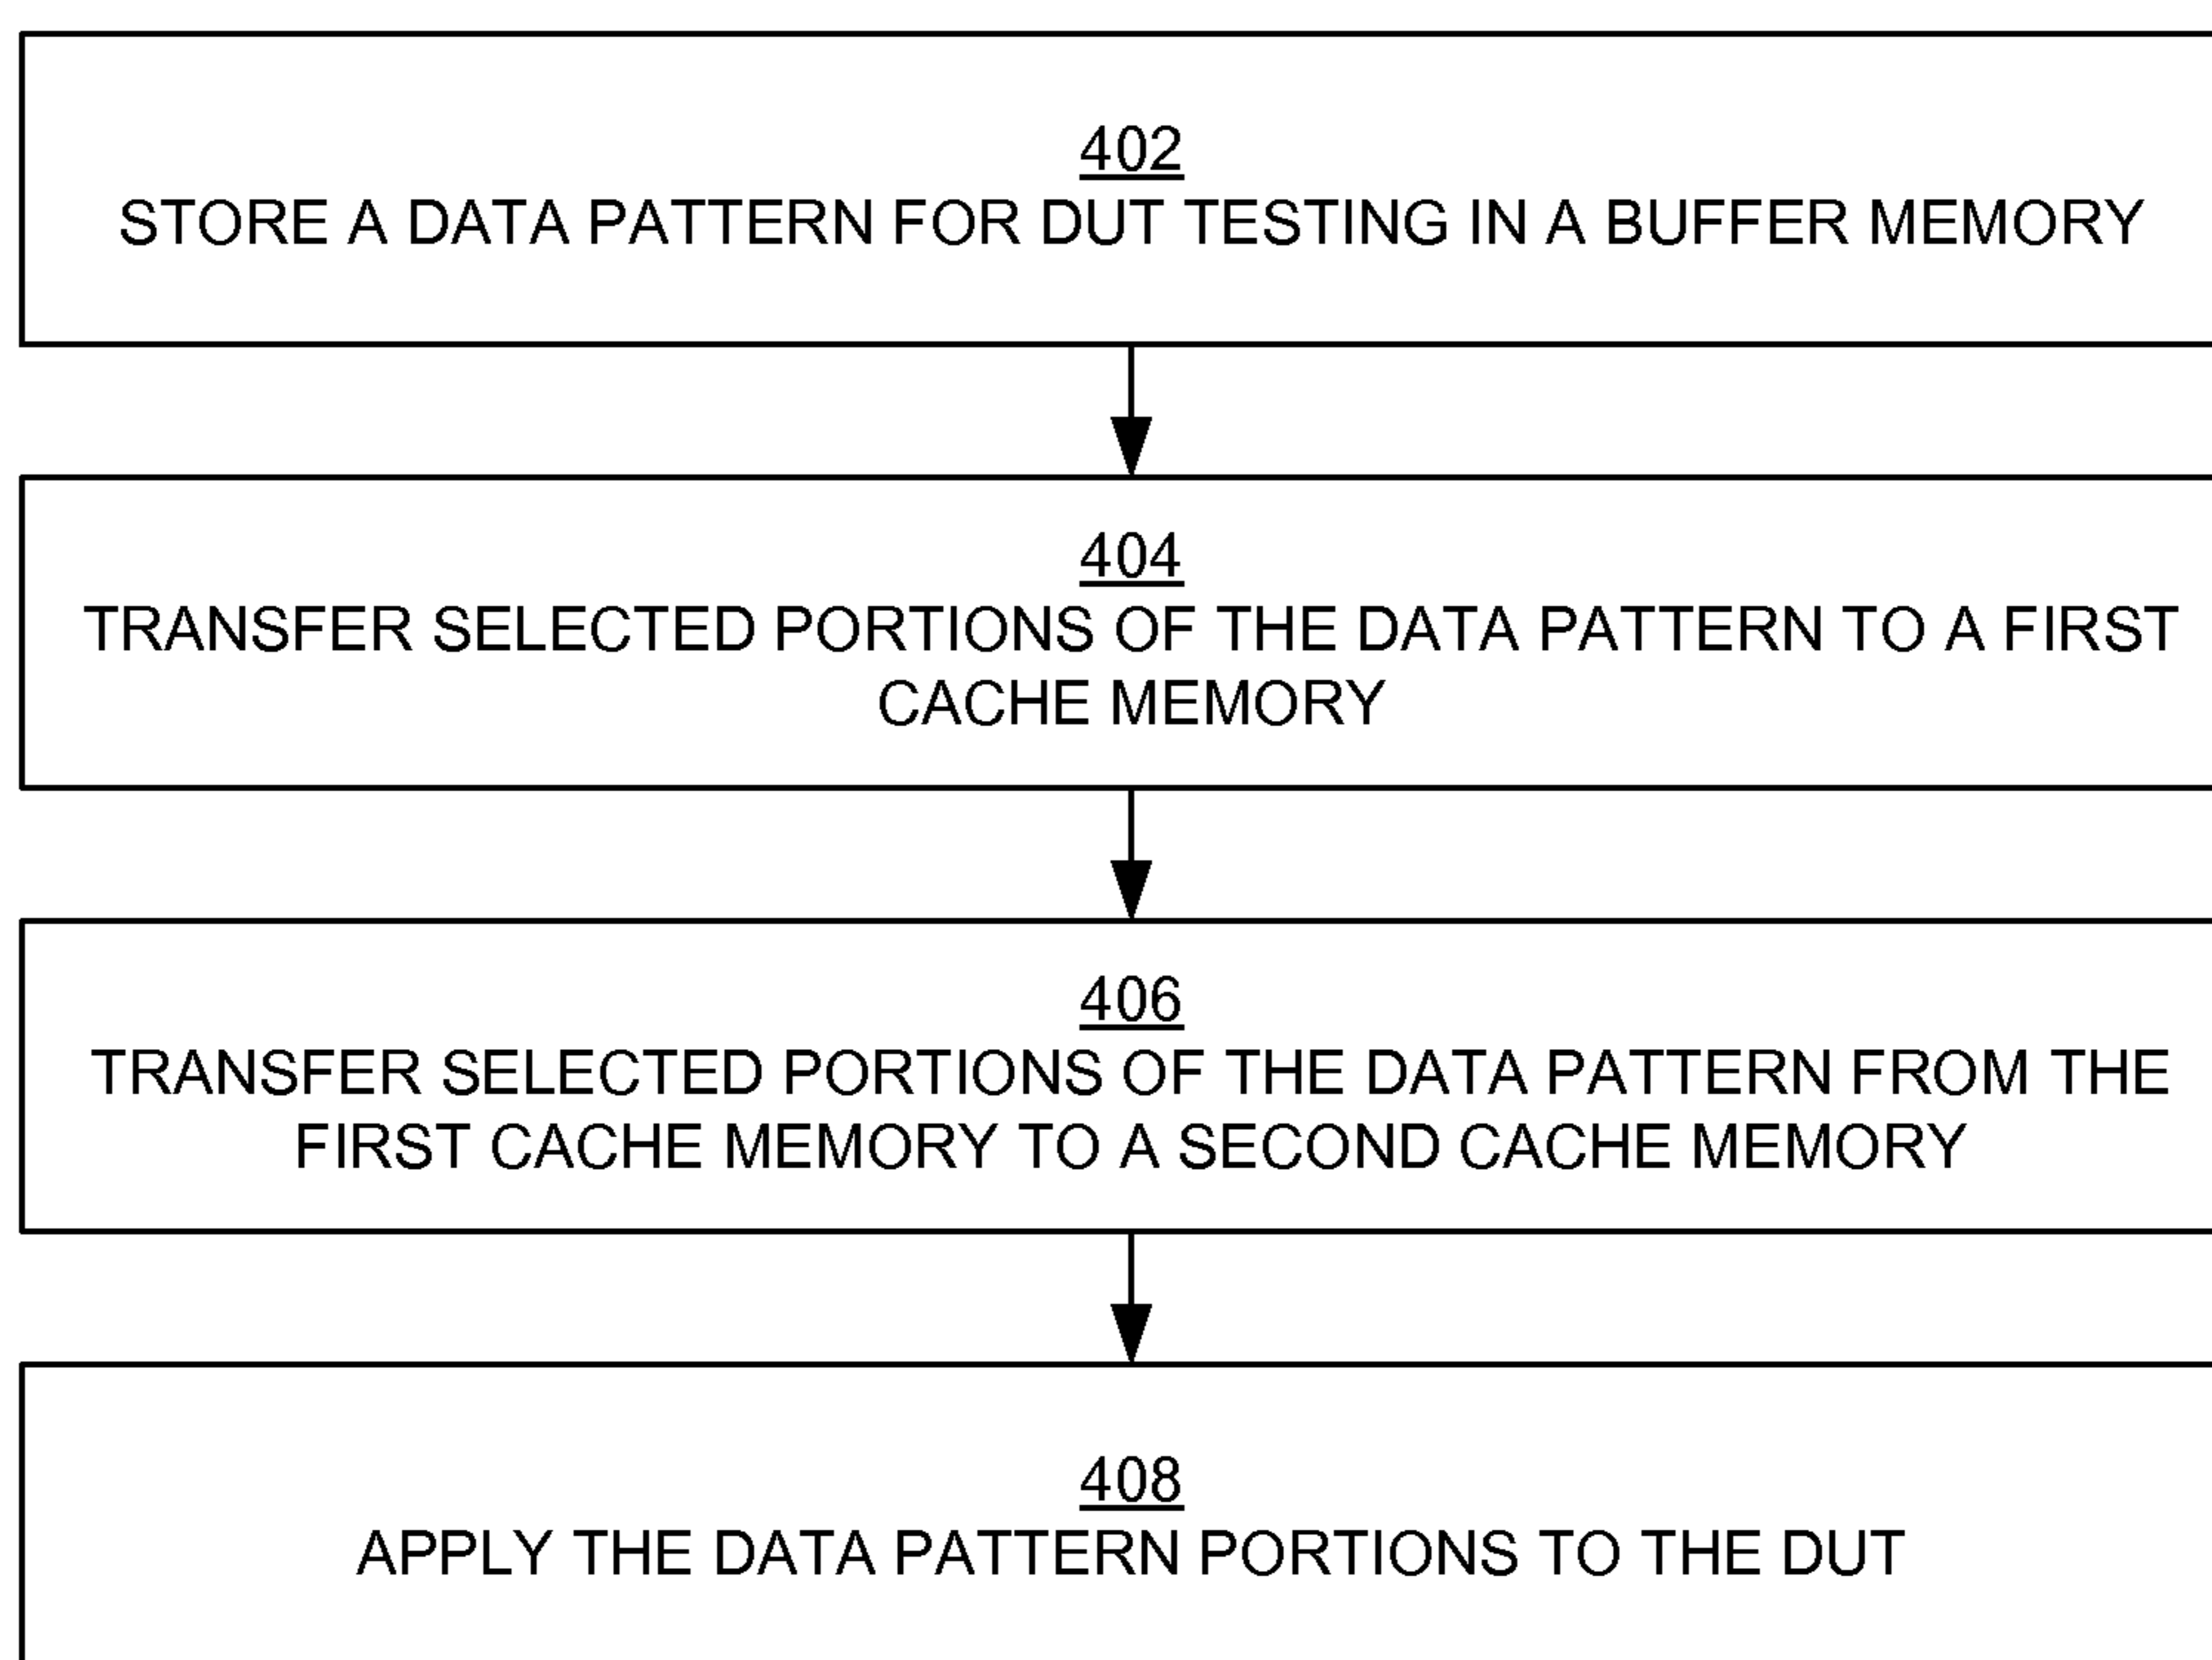 402
STORE A DATA PATTERN FOR DUT TESTING IN A BUFFER MEMORY
404
TRANSFER SELECTED PORTIONS OF THE DATA PATTERN TO A FIRST
CACHE MEMORY
406
TRANSFER SELECTED PORTIONS OF THE DATA PATTERN FROM THE
FIRST CACHE MEMORY TO A SECOND CACHE MEMORY
408
APPLY THE DATA PATTERN PORTIONS TO THE DUT